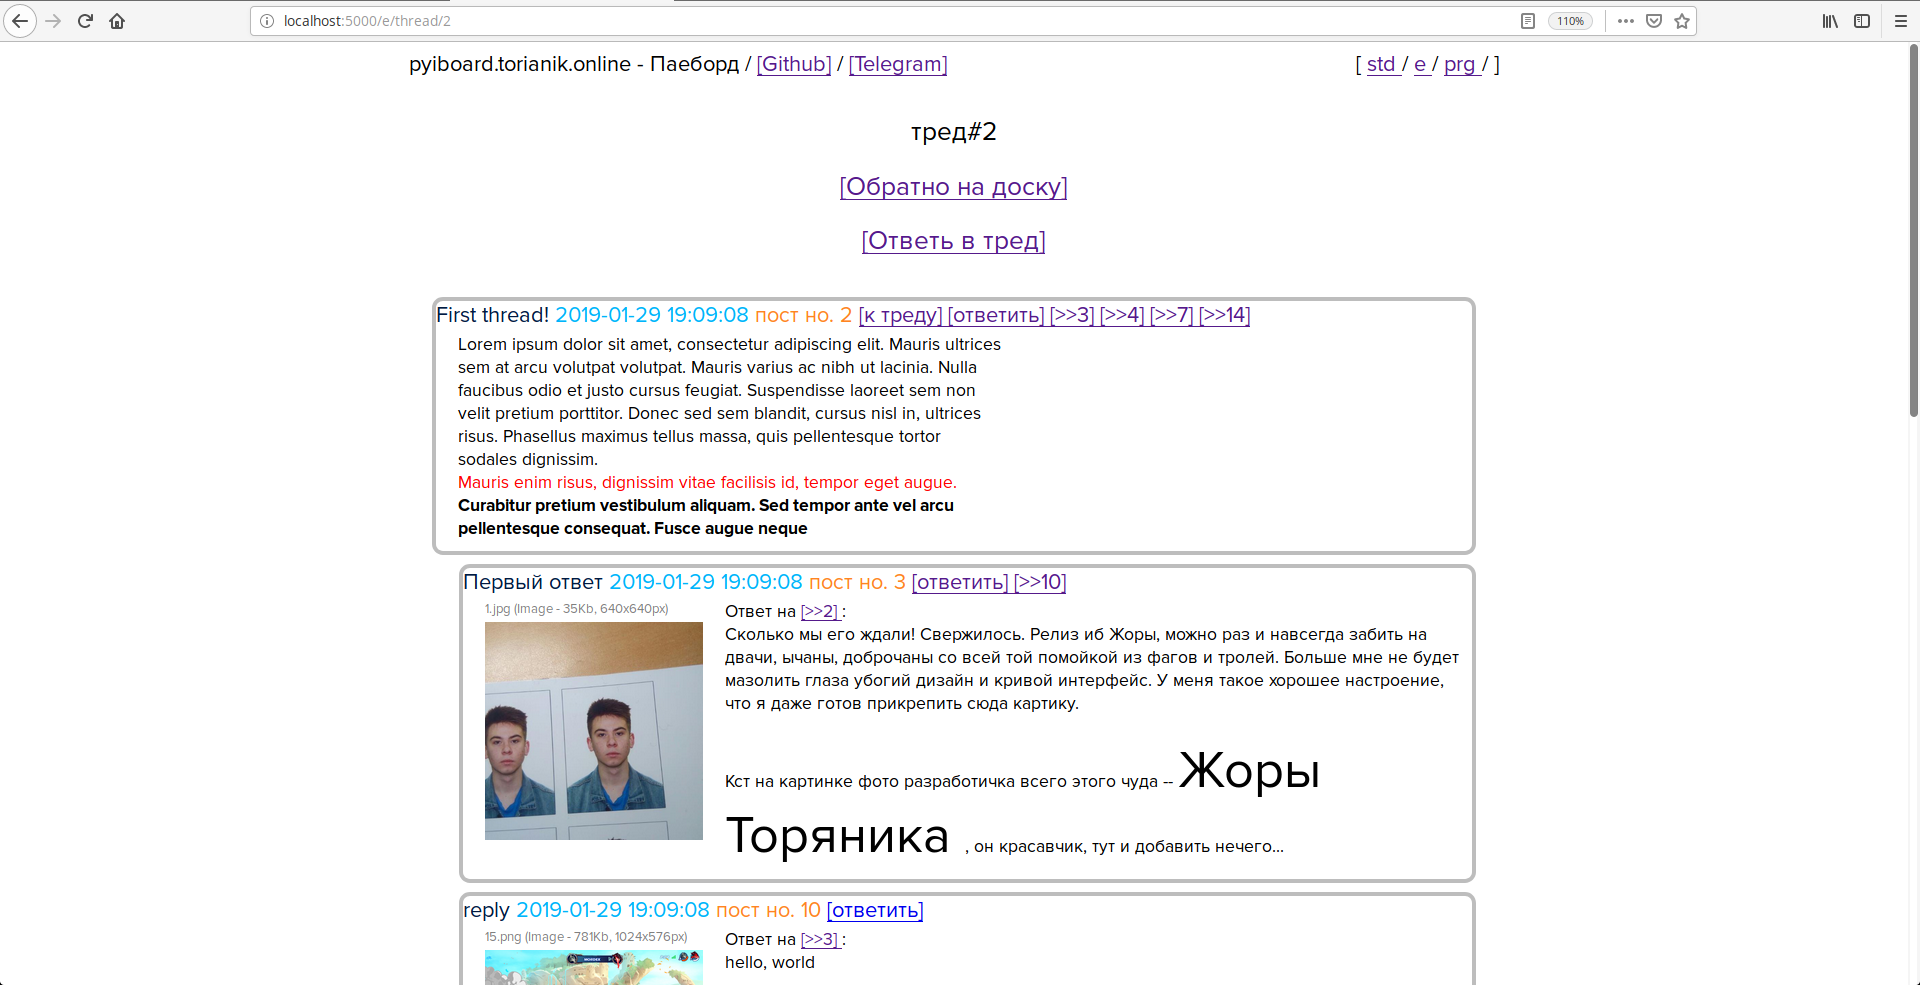 localhost:5000/e/thread/2
110%
pyiboard.torianik.online - Паеборд / [Github] / [Telegram]
[ std / e / prg / ]
тред#2
[Обратно на доску]
[Ответь в тред]
First thread! 2019-01-29 19:09:08 пост но. 2 [к треду] [ответить] [>>3] [>>4] [>>7] [>>14]
Lorem ipsum dolor sit amet, consectetur adipiscing elit. Mauris ultrices
sem at arcu volutpat volutpat. Mauris varius ac nibh ut lacinia. Nulla
faucibus odio et justo cursus feugiat. Suspendisse laoreet sem non
velit pretium porttitor. Donec sed sem blandit, cursus nisl in, ultrices
risus. Phasellus maximus tellus massa, quis pellentesque tortor
sodales dignissim.
Mauris enim risus, dignissim vitae facilisis id, tempor eget augue.
Curabitur pretium vestibulum aliquam. Sed tempor ante vel arcu
pellentesque consequat. Fusce augue neque
Первый ответ 2019-01-29 19:09:08 пост но. 3 [ответить] [>>10]
1.jpg (Image - 35Kb, 640x640px)
Ответ на [>>2] :
Сколько мы его ждали! Свержилось. Релиз иб Жоры, можно раз и навсегда забить на
двачи, ычаны, доброчаны со всей той помойкой из фагов и тролей. Больше мне не будет
мазолить глаза убогий дизайн и кривой интерфейс. У меня такое хорошее настроение,
что я даже готов прикрепить сюда картику.
Кст на картинке фото разработичка всего этого чуда -- Жоры
Торяника , он красавчик, тут и добавить нечего...
reply 2019-01-29 19:09:08 пост но. 10 [ответить]
15.png (Image - 781Kb, 1024x576px)
Ответ на [>>3] :
hello, world